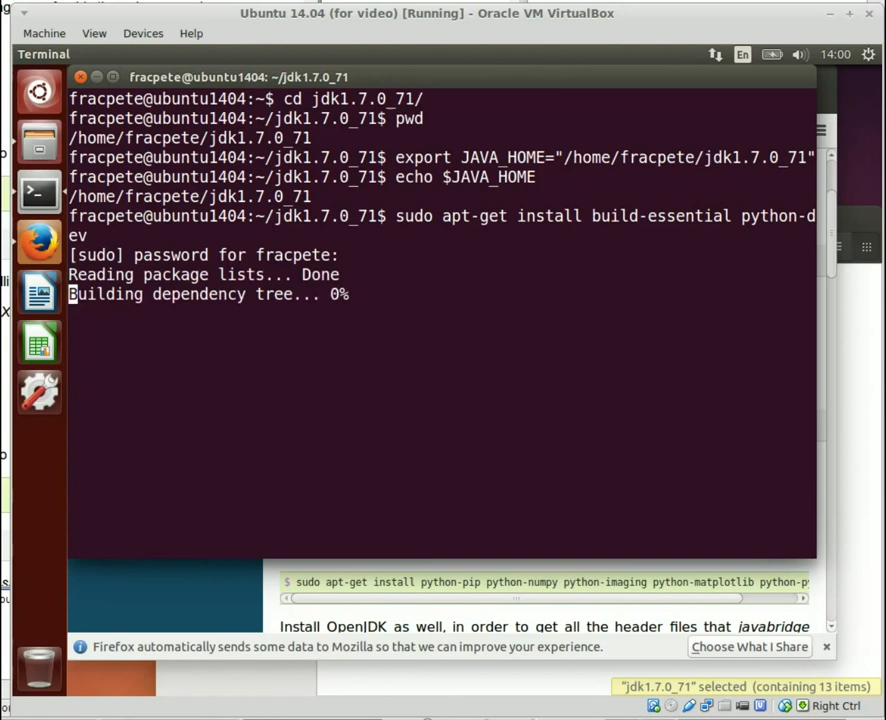 Ubuntu 14.04 (for video) [Running] - Oracle VM VirtualBox
Machine View Devices Help
Terminal En 14:00
fracpete@ubuntu1404: ~/jdk1.7.0_71
fracpete@ubuntu1404:~$ cd jdk1.7.0_71/
fracpete@ubuntu1404:~/jdk1.7.0_71$ pwd
/home/fracpete/jdk1.7.0_71
fracpete@ubuntu1404:~/jdk1.7.0_71$ export JAVA_HOME="/home/fracpete/jdk1.7.0_71"
fracpete@ubuntu1404:~/jdk1.7.0_71$ echo $JAVA_HOME
/home/fracpete/jdk1.7.0_71
fracpete@ubuntu1404:~/jdk1.7.0_71$ sudo apt-get install build-essential python-d
ev
[sudo] password for fracpete:
Reading package lists... Done
Building dependency tree... 0%
$ sudo apt-get install python-pip python-numpy python-imaging python-matplotlib python-p
Install OpenJDK as well, in order to get all the header files that javabridge
Firefox automatically sends some data to Mozilla so that we can improve your experience. Choose What I Share
"jdk1.7.0_71" selected (containing 13 items)
Right Ctrl